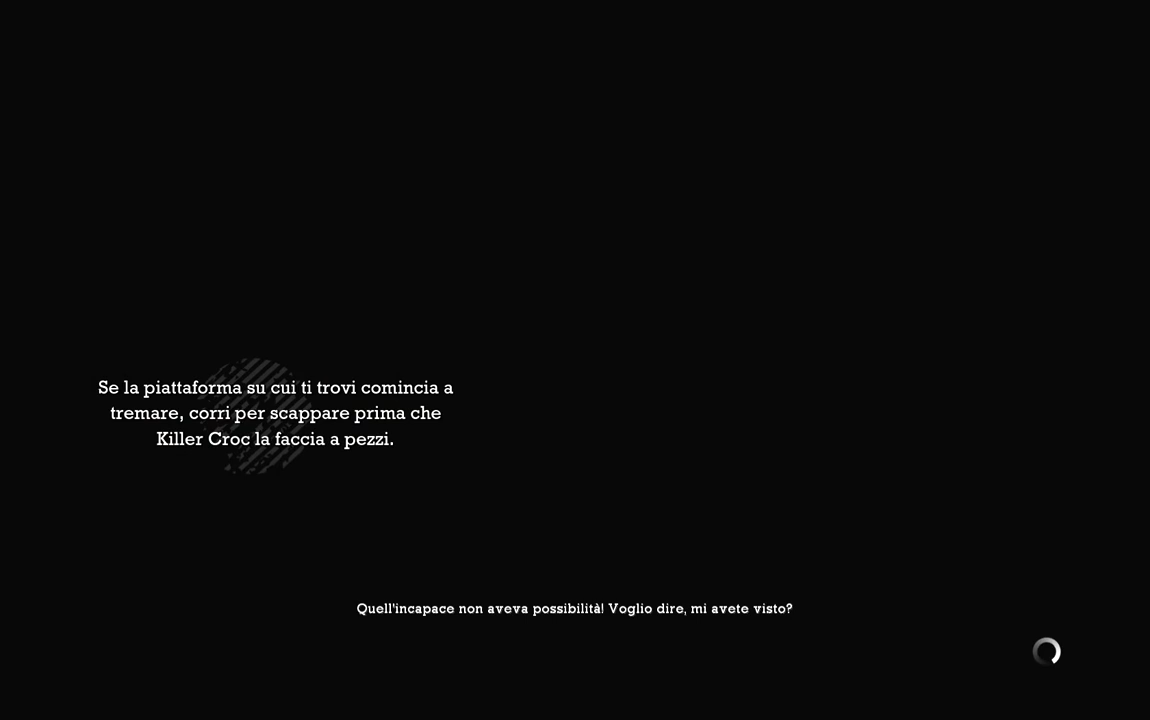 Se la piattaforma su cui ti trovi comincia a
tremare, corri per scappare prima che
Killer Croc la faccia a pezzi.
Quell'incapace non aveva possibilità! Voglio dire, mi avete visto?